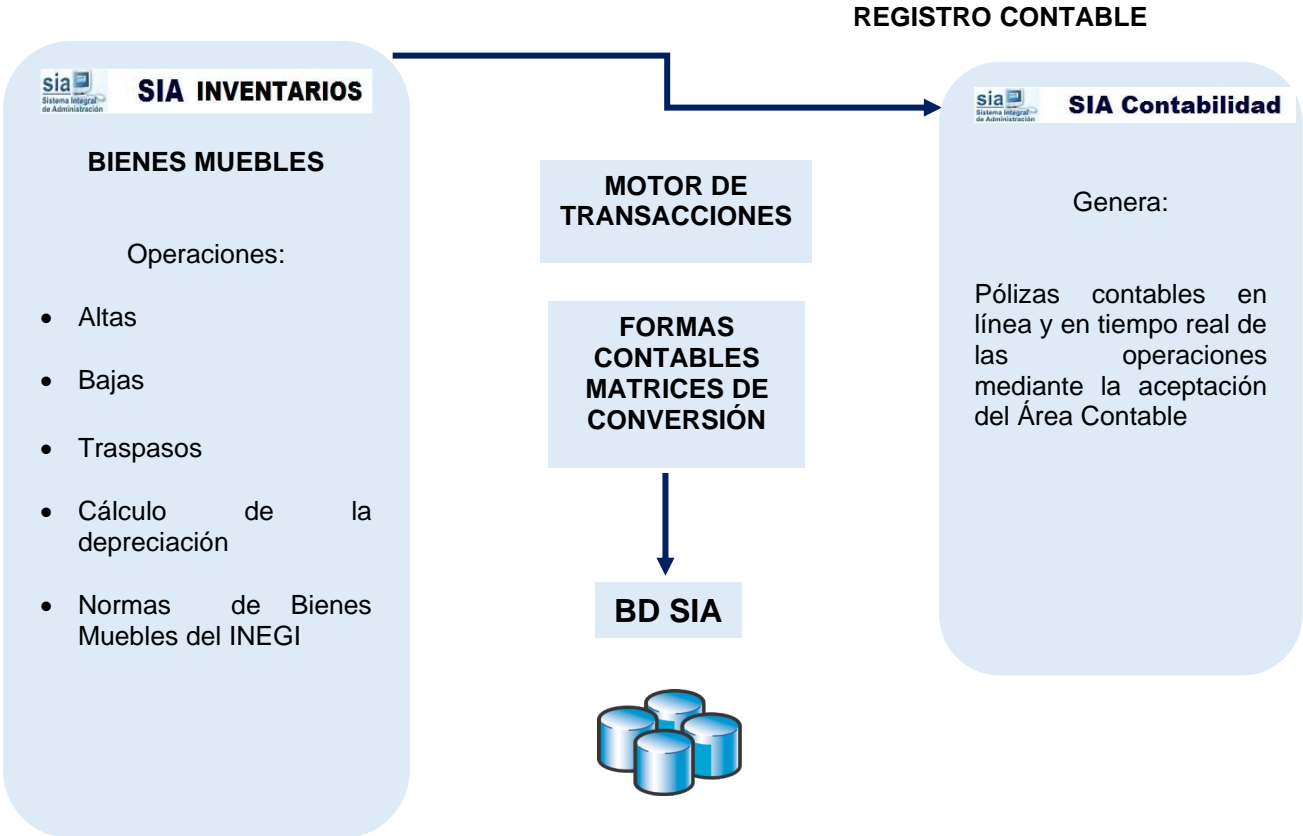 REGISTRO CONTABLE
sia
Sistema Integral
de Administración
SIA INVENTARIOS
BIENES MUEBLES
Operaciones:
• Altas
• Bajas
• Traspasos
• Cálculo de la
depreciación
• Normas de Bienes
Muebles del INEGI
MOTOR DE
TRANSACCIONES
FORMAS
CONTABLES
MATRICES DE
CONVERSIÓN
BD SIA
sia
Sistema Integral
de Administración
SIA Contabilidad
Genera:
Pólizas contables en
línea y en tiempo real de
las operaciones
mediante la aceptación
del Área Contable